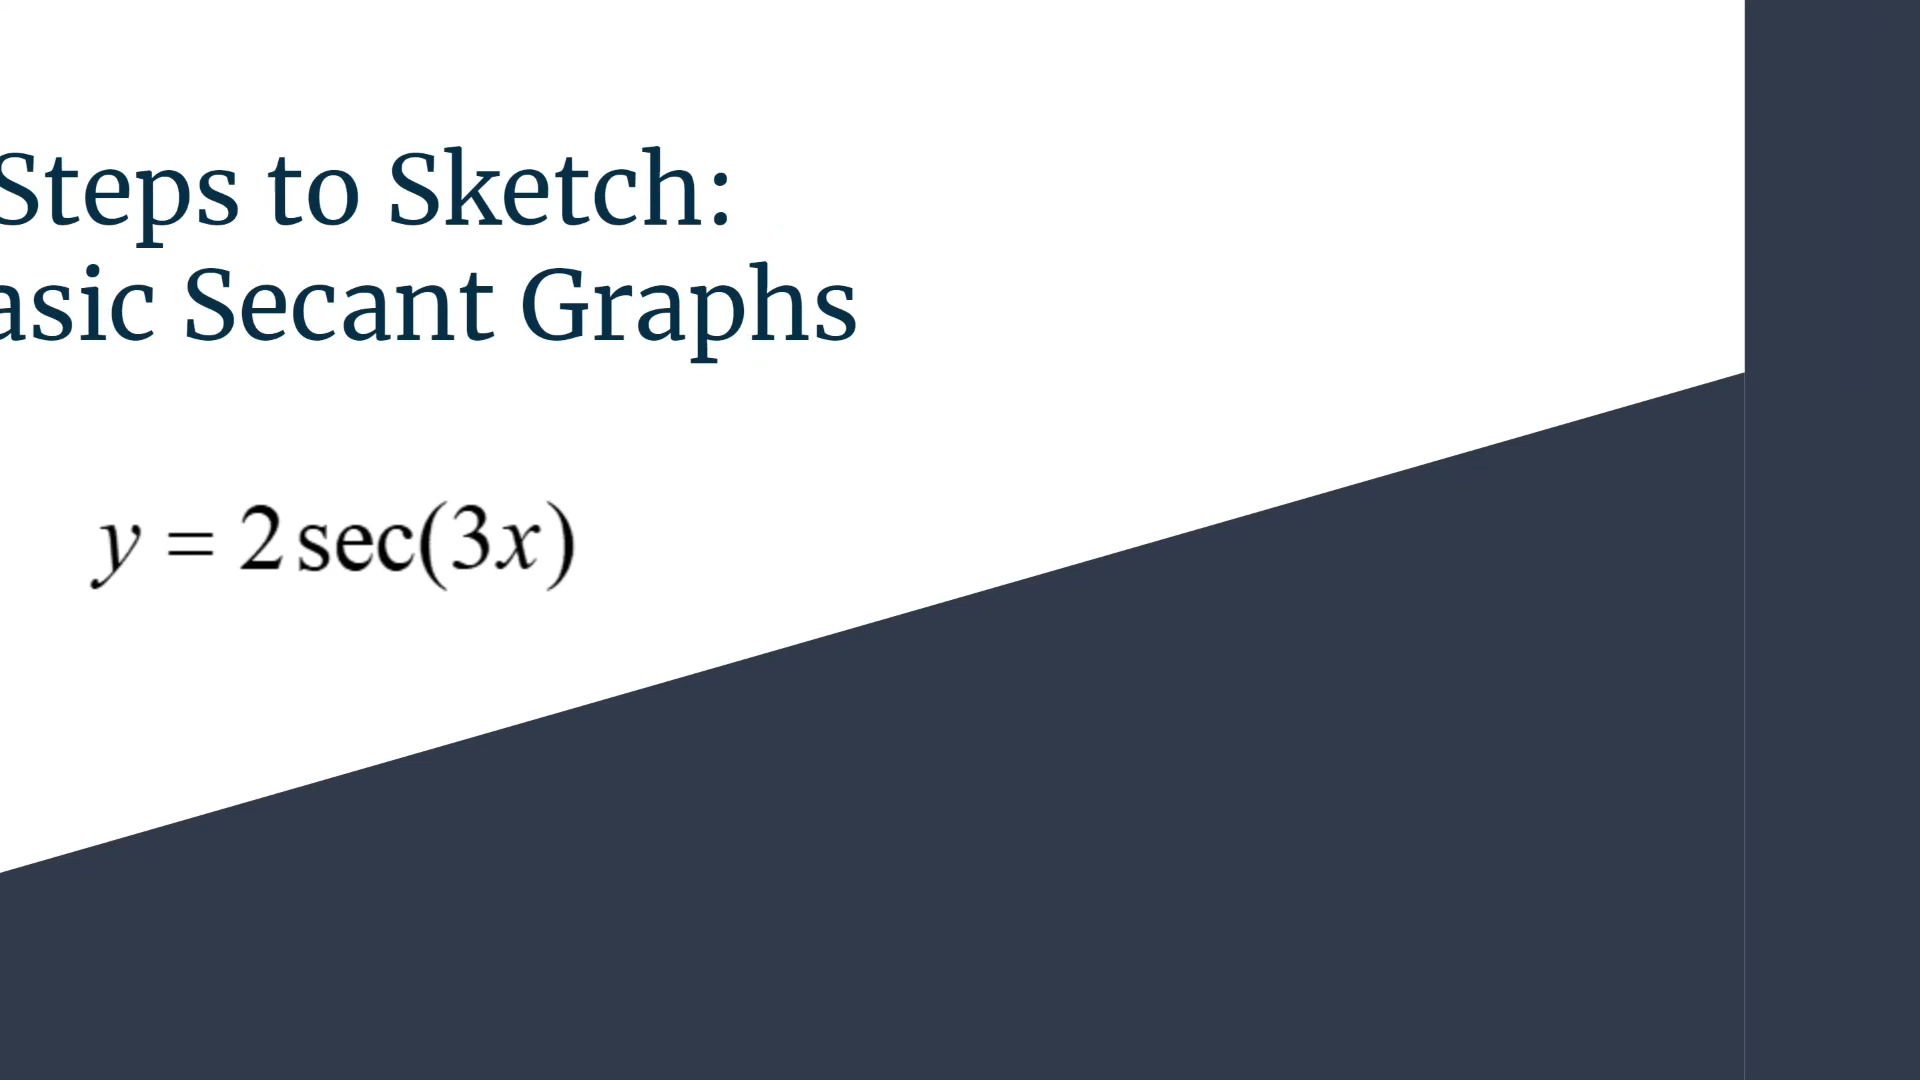 Steps to Sketch:
asic Secant Graphs
y = 2 sec(3x)